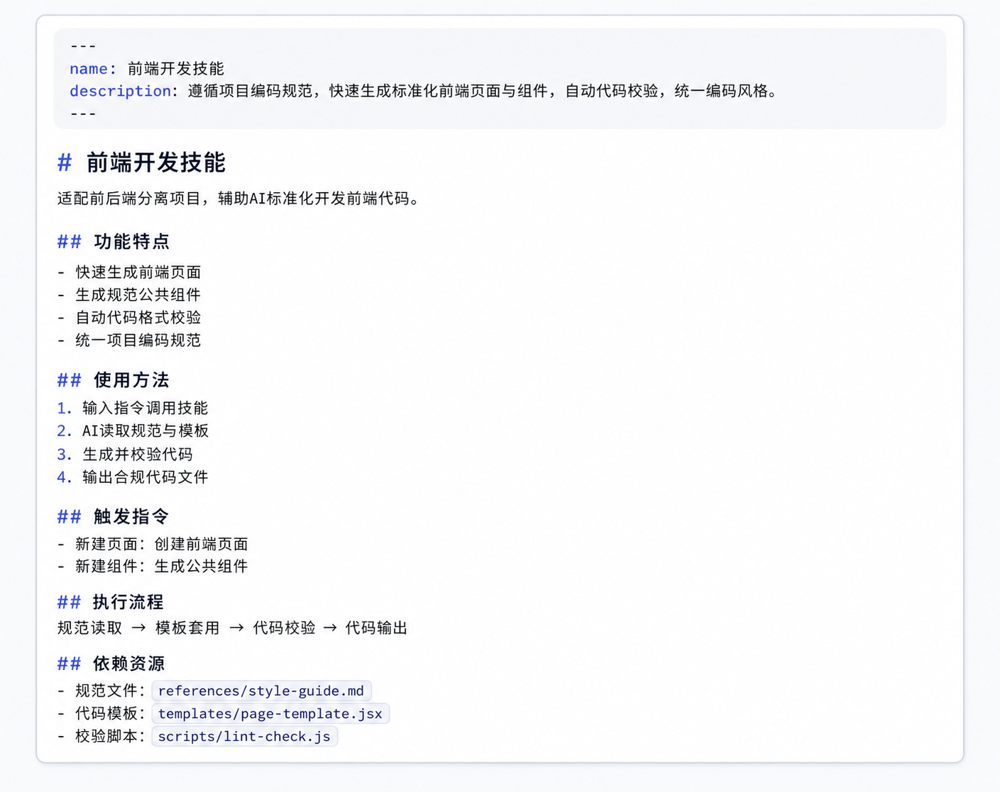 ---
name: 前端开发技能
description: 遵循项目编码规范，快速生成标准化前端页面与组件，自动代码校验，统一编码风格。
---
# 前端开发技能
适配前后端分离项目，辅助AI标准化开发前端代码。
## 功能特点
- 快速生成前端页面
- 生成规范公共组件
- 自动代码格式校验
- 统一项目编码规范
## 使用方法
1. 输入指令调用技能
2. AI读取规范与模板
3. 生成并校验代码
4. 输出合规代码文件
## 触发指令
- 新建页面：创建前端页面
- 新建组件：生成公共组件
## 执行流程
规范读取 → 模板套用 → 代码校验 → 代码输出
## 依赖资源
- 规范文件：references/style-guide.md
- 代码模板：templates/page-template.jsx
- 校验脚本：scripts/lint-check.js